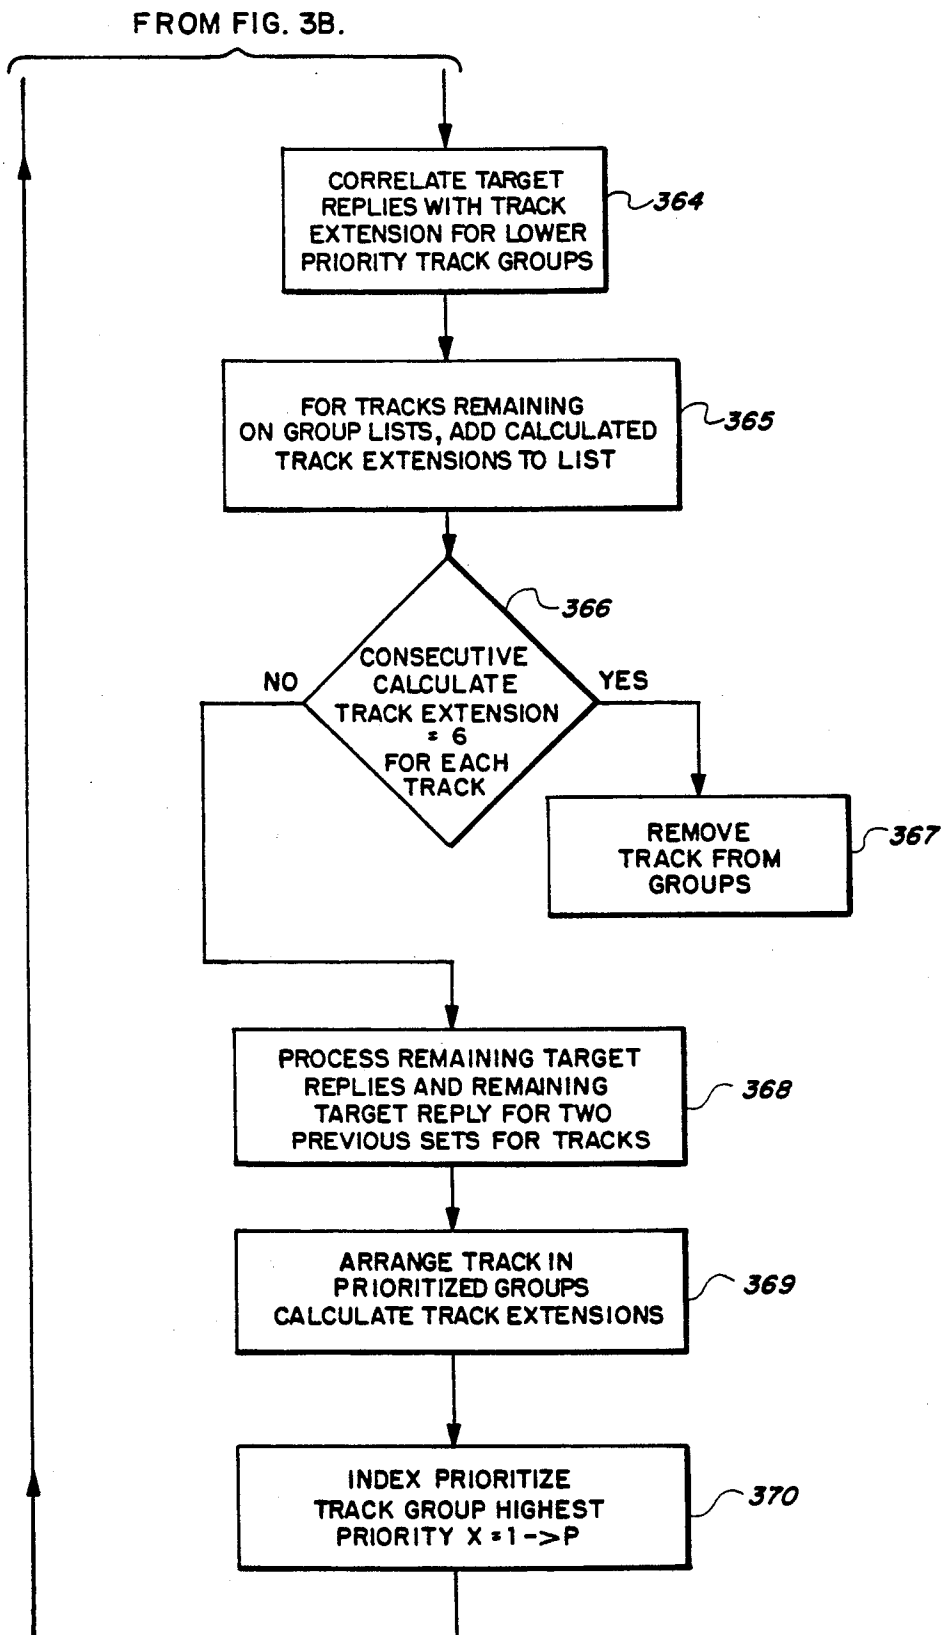 FROM FIG. 3B.
CORRELATE TARGET
REPLIES WITH TRACK
EXTENSION FOR LOWER
PRIORITY TRACK GROUPS
364
FOR TRACKS REMAINING
ON GROUP LISTS, ADD CALCULATED
TRACK EXTENSIONS TO LIST
365
366
CONSECUTIVE
CALCULATE
TRACK EXTENSION
= 6
FOR EACH
TRACK
NO
YES
REMOVE
TRACK FROM
GROUPS
367
PROCESS REMAINING TARGET
REPLIES AND REMAINING
TARGET REPLY FOR TWO
PREVIOUS SETS FOR TRACKS
368
ARRANGE TRACK IN
PRIORITIZED GROUPS
CALCULATE TRACK EXTENSIONS
369
INDEX PRIORITIZE
TRACK GROUP HIGHEST
PRIORITY X = 1 -> P
370